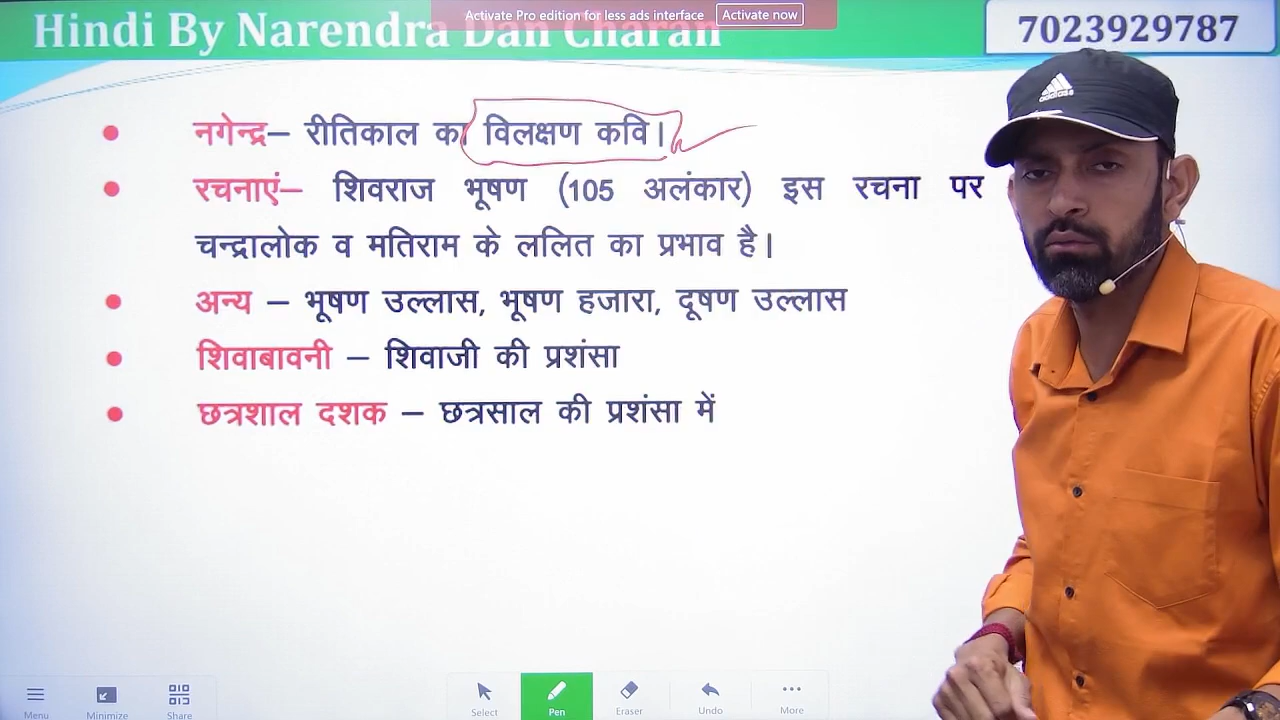 Hindi By Narendra Dan Charan
Activate Pro edition for less ads interface Activate now
7023929787
adidas
• नगेन्द्र– रीतिकाल का विलक्षण कवि।
• रचनाएं– शिवराज भूषण (105 अलंकार) इस रचना पर
चन्द्रालोक व मतिराम के ललित का प्रभाव है।
• अन्य – भूषण उल्लास, भूषण हजारा, दूषण उल्लास
• शिवाबावनी – शिवाजी की प्रशंसा
• छत्रशाल दशक – छत्रसाल की प्रशंसा में
Menu Minimize Share Select Pen Eraser Undo More